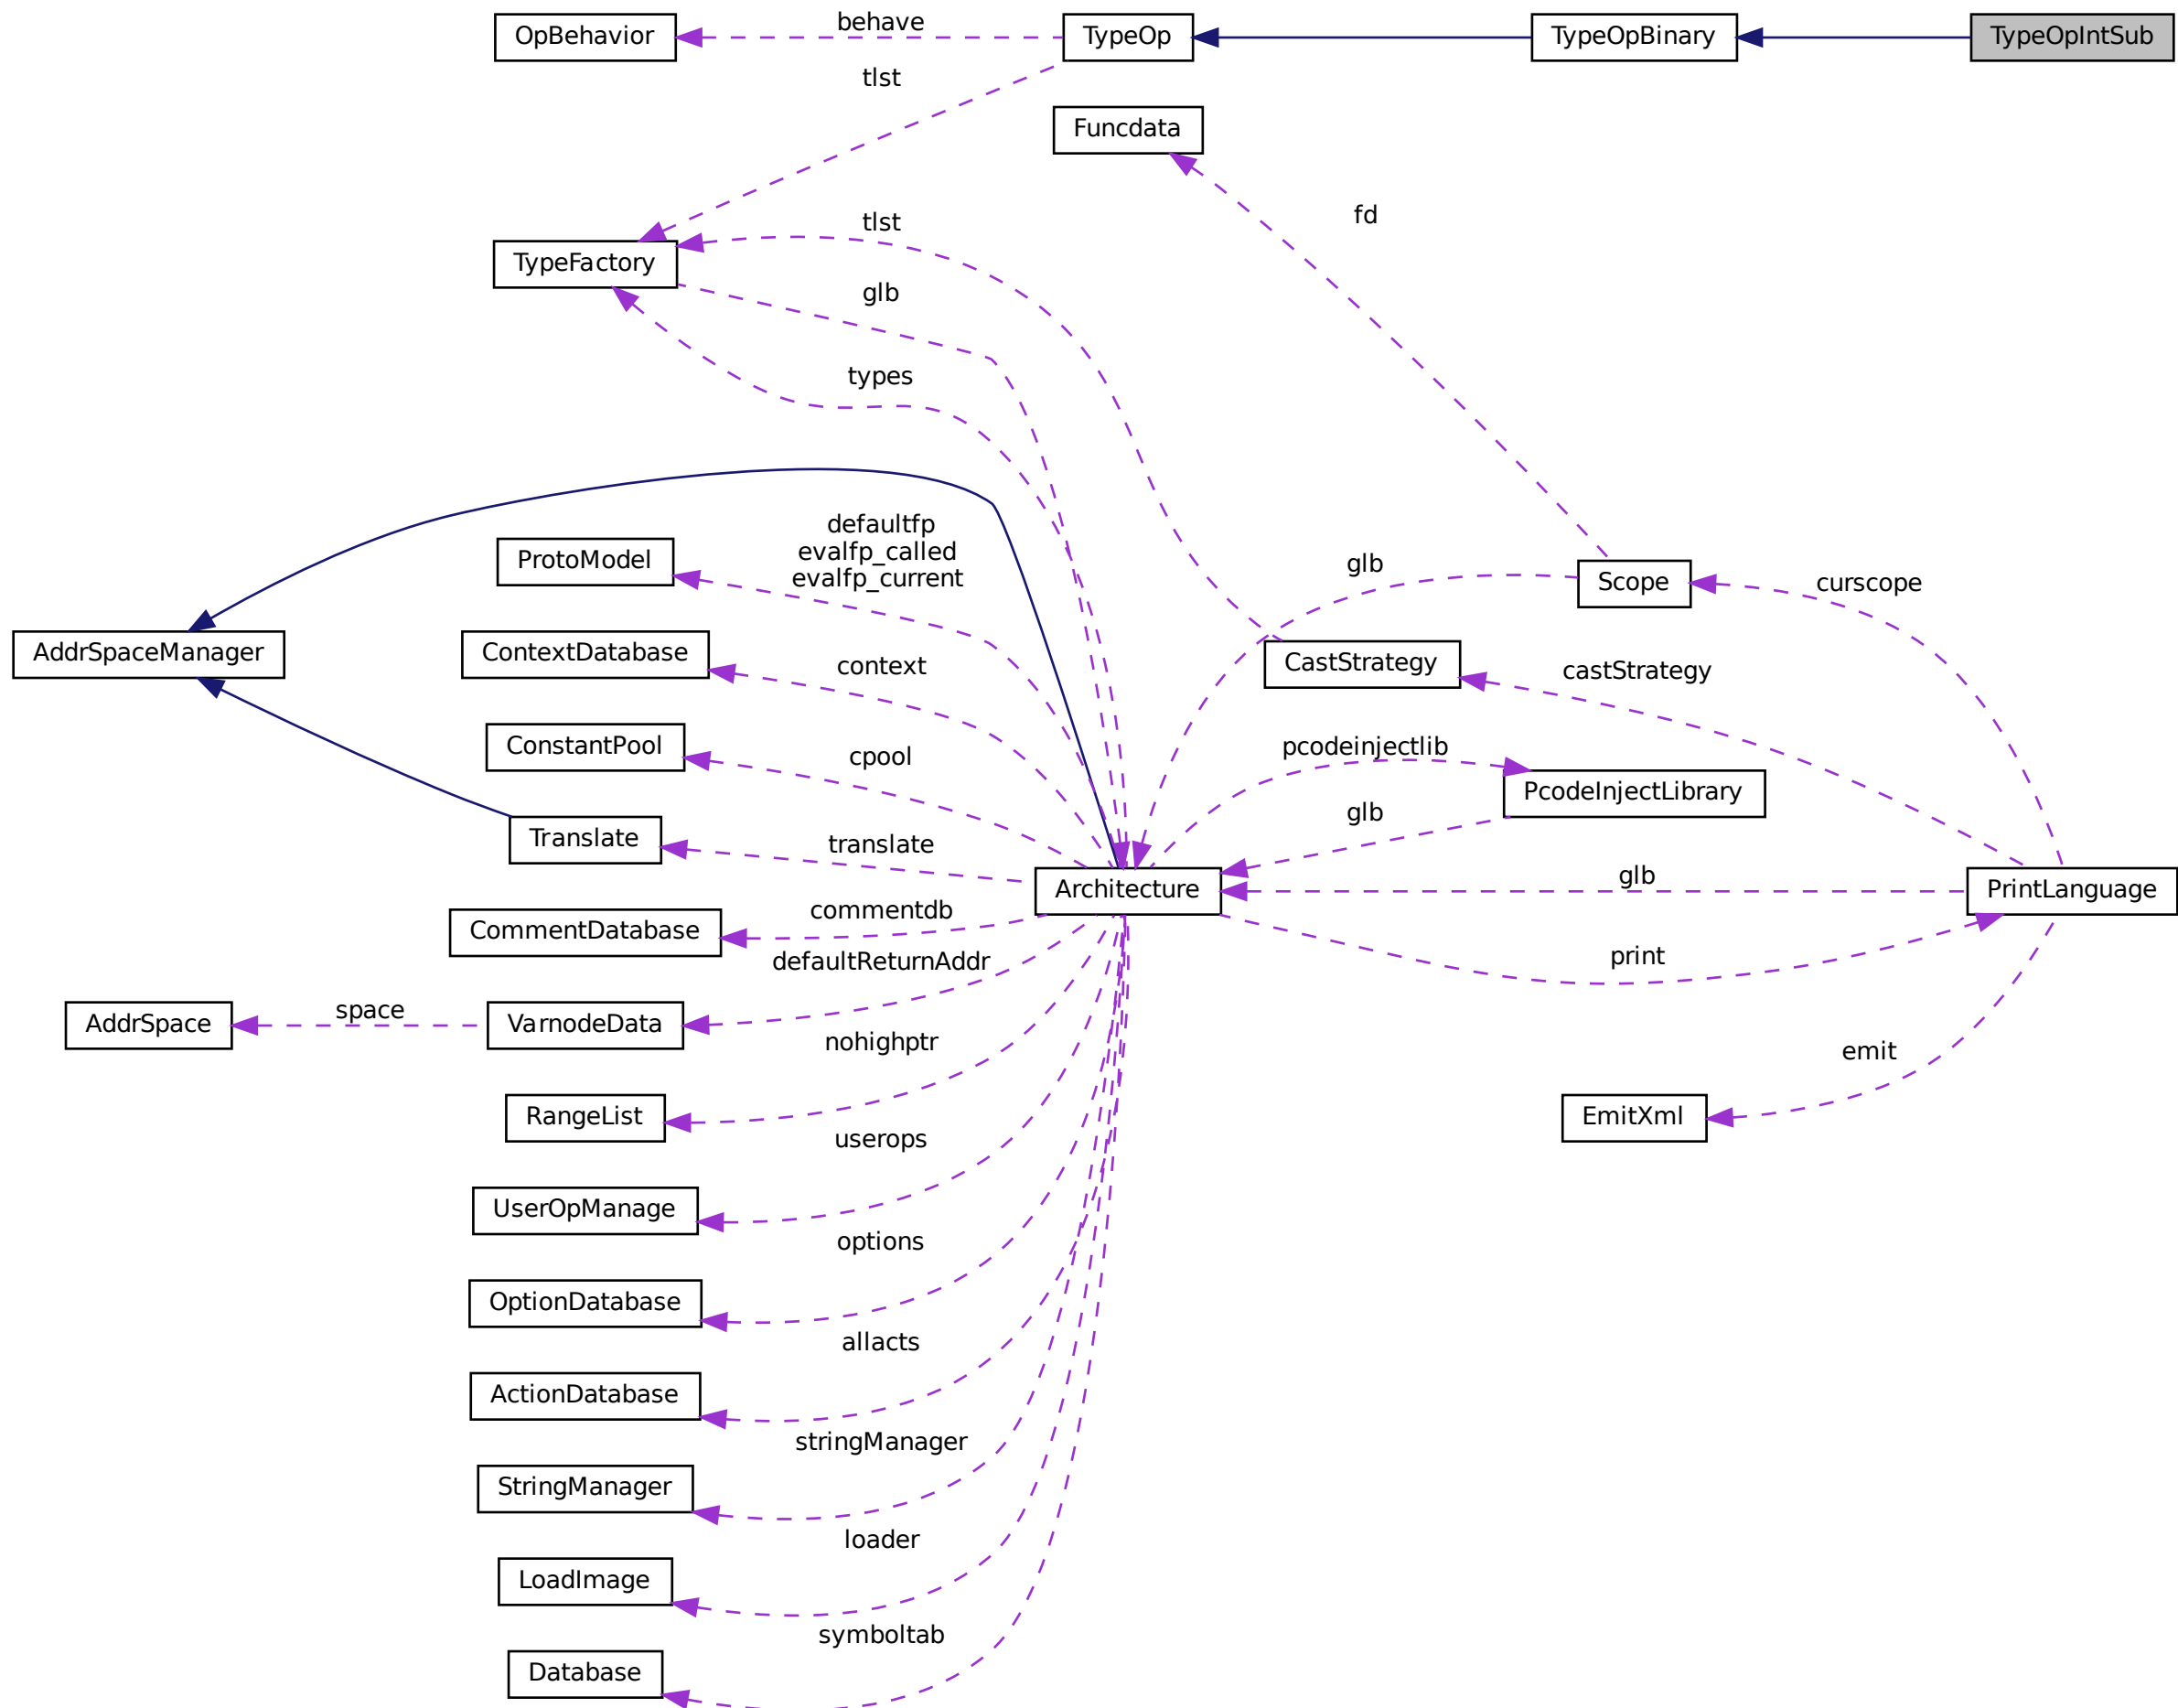 OpBehavior
behave
TypeOp
TypeOpBinary
TypeOpIntSub
tlst
Funcdata
fd
tlst
TypeFactory
glb
types
defaultfp
evalfp_called
evalfp_current
ProtoModel
glb
Scope
curscope
AddrSpaceManager
ContextDatabase
context
CastStrategy
castStrategy
ConstantPool
cpool
pcodeinjectlib
PcodeInjectLibrary
glb
Translate
translate
Architecture
glb
PrintLanguage
CommentDatabase
commentdb
print
defaultReturnAddr
AddrSpace
space
VarnodeData
nohighptr
emit
RangeList
EmitXml
userops
UserOpManage
options
OptionDatabase
allacts
ActionDatabase
stringManager
StringManager
loader
LoadImage
symboltab
Database